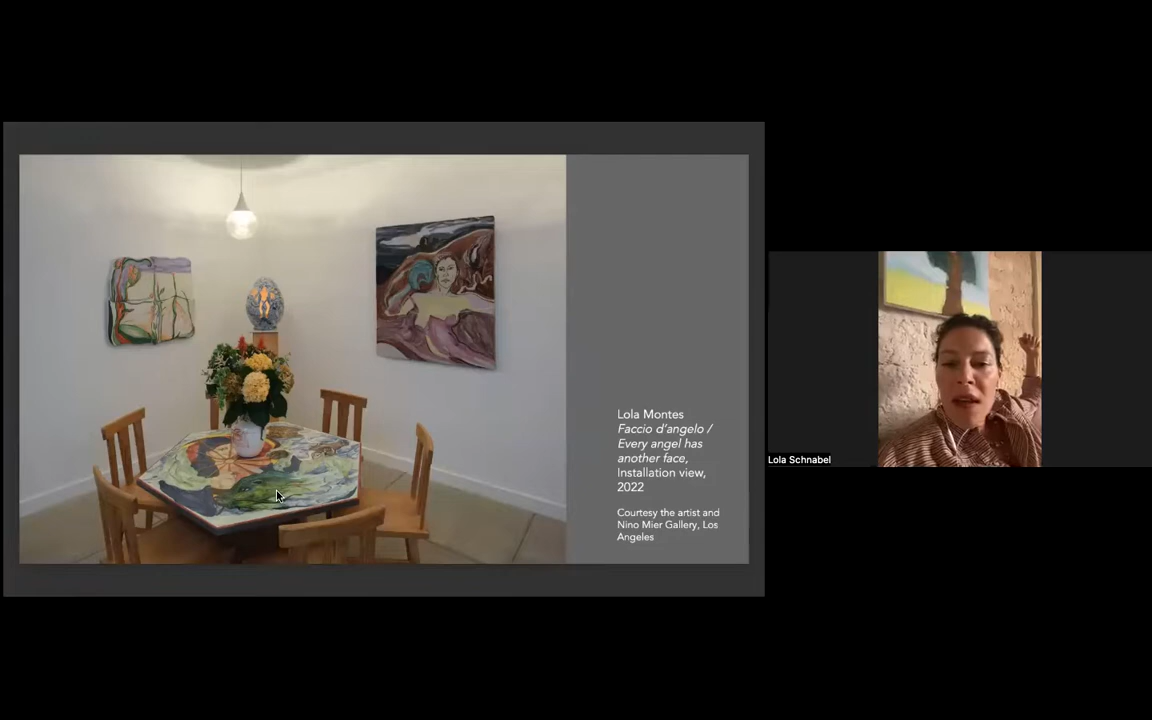 Lola Montes
Faccio d'angelo /
Every angel has
another face,
Installation view,
2022
Courtesy the artist and
Nino Mier Gallery, Los
Angeles
Lola Schnabel